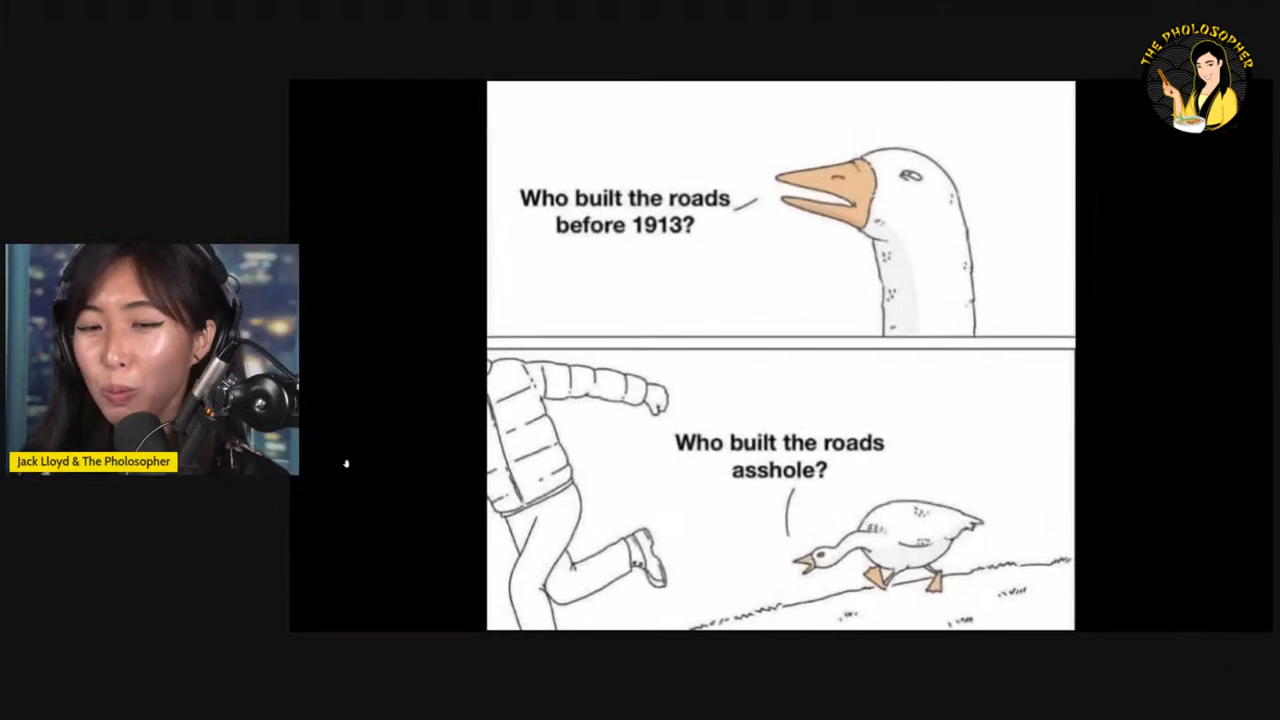 THE PHOLOSOPHER
Who built the roads
before 1913?
Who built the roads
asshole?
Jack Lloyd & The Pholosopher